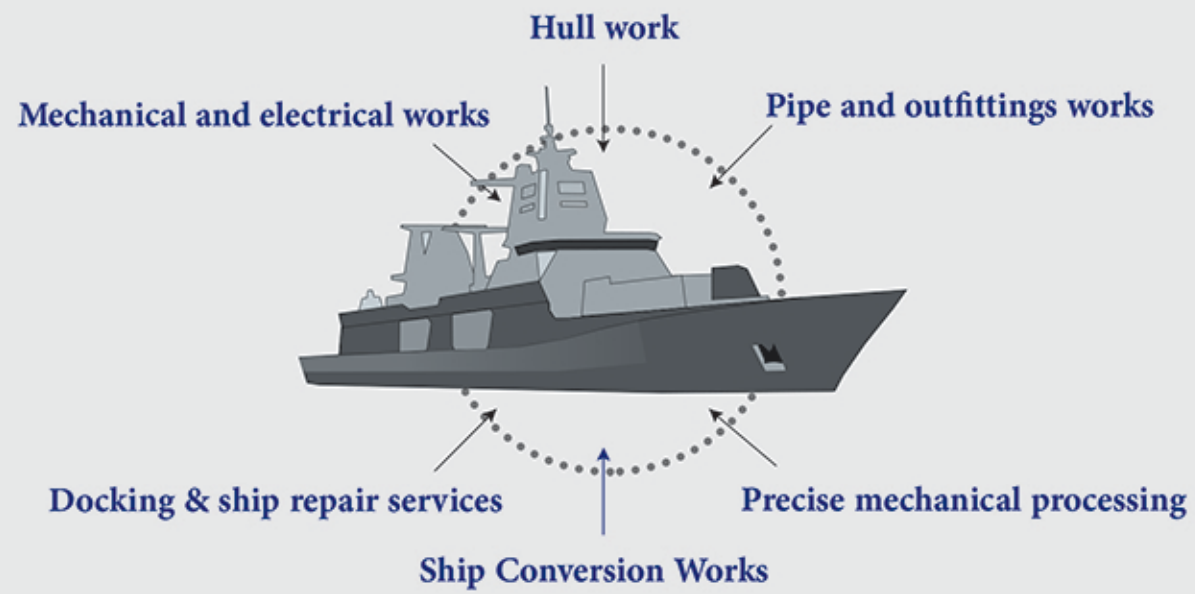 Hull work
Mechanical and electrical works
Pipe and outfittings works
Docking & ship repair services
Precise mechanical processing
Ship Conversion Works